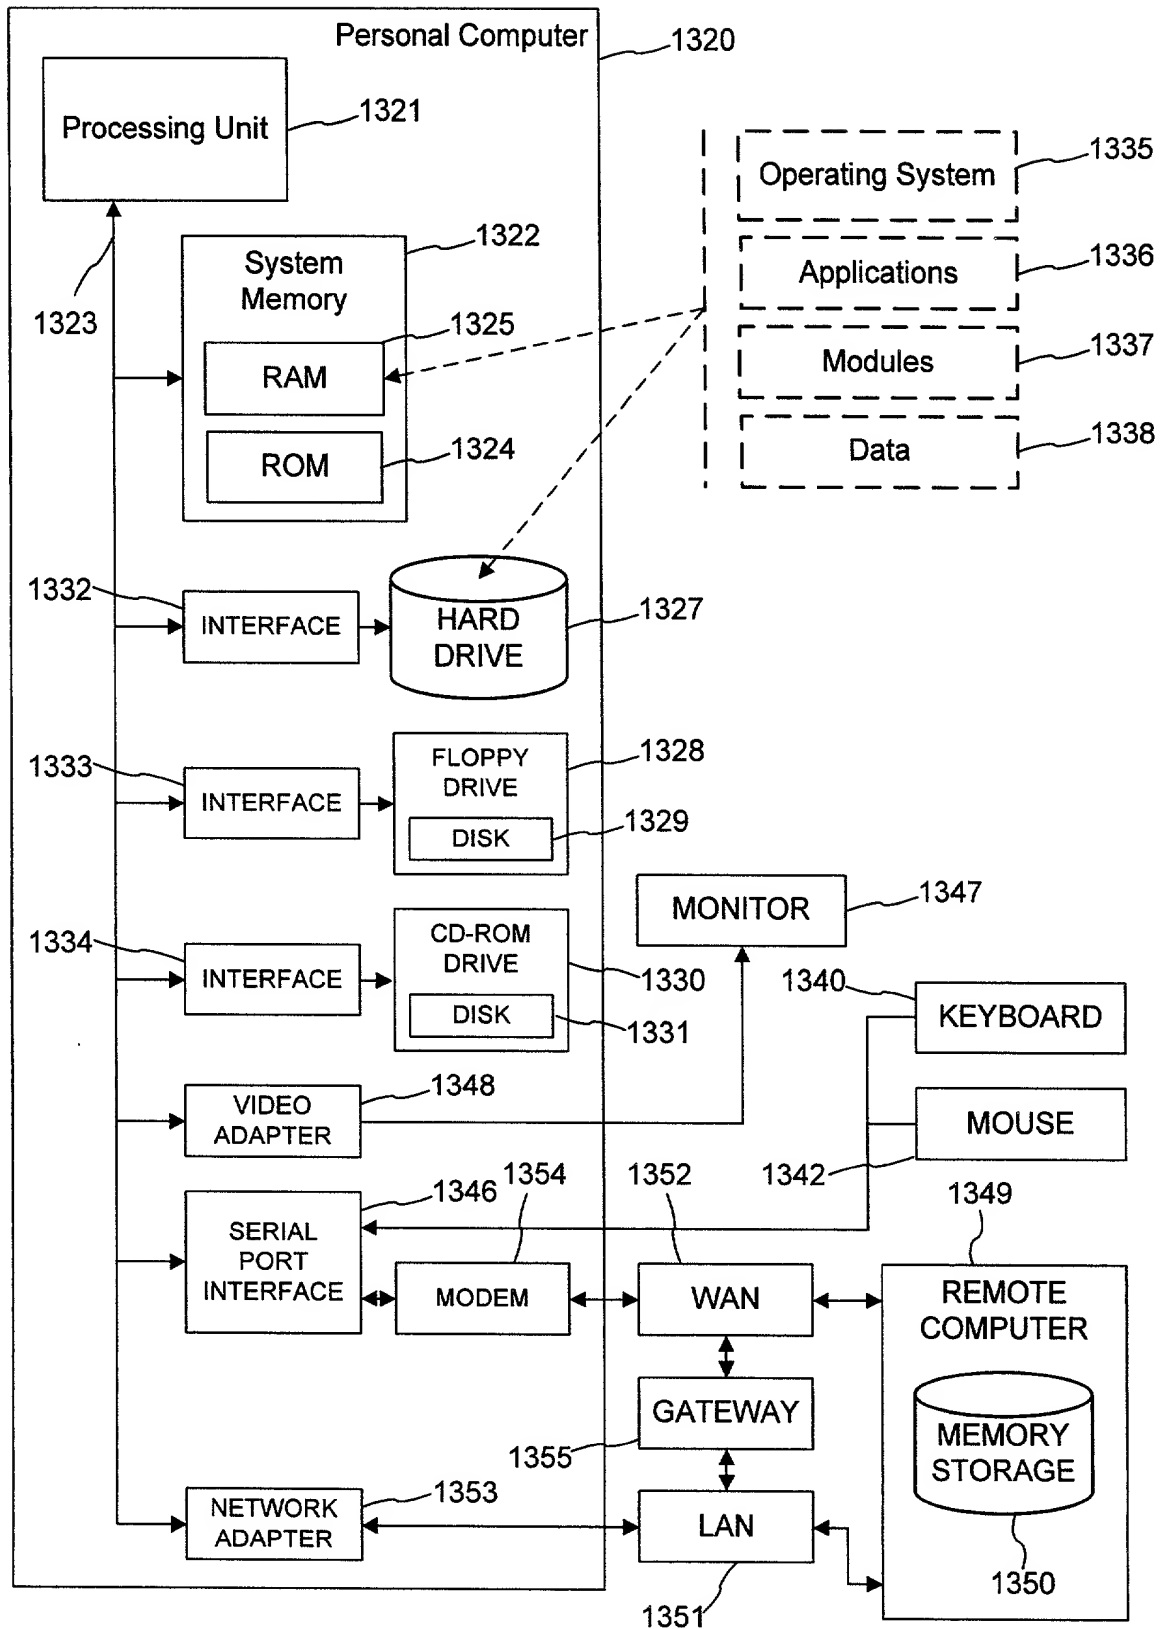 Personal Computer
1320
Processing Unit
1321
1323
System
Memory
1322
RAM
1325
ROM
1324
Operating System
1335
Applications
1336
Modules
1337
Data
1338
1332
INTERFACE
HARD
DRIVE
1327
1333
INTERFACE
FLOPPY
DRIVE
1328
DISK
1329
1334
INTERFACE
CD-ROM
DRIVE
1330
DISK
1331
MONITOR
1347
1340
KEYBOARD
MOUSE
1342
VIDEO
ADAPTER
1348
SERIAL
PORT
INTERFACE
1346
1354
MODEM
1352
WAN
1349
REMOTE
COMPUTER
MEMORY
STORAGE
1350
GATEWAY
1355
NETWORK
ADAPTER
1353
LAN
1351